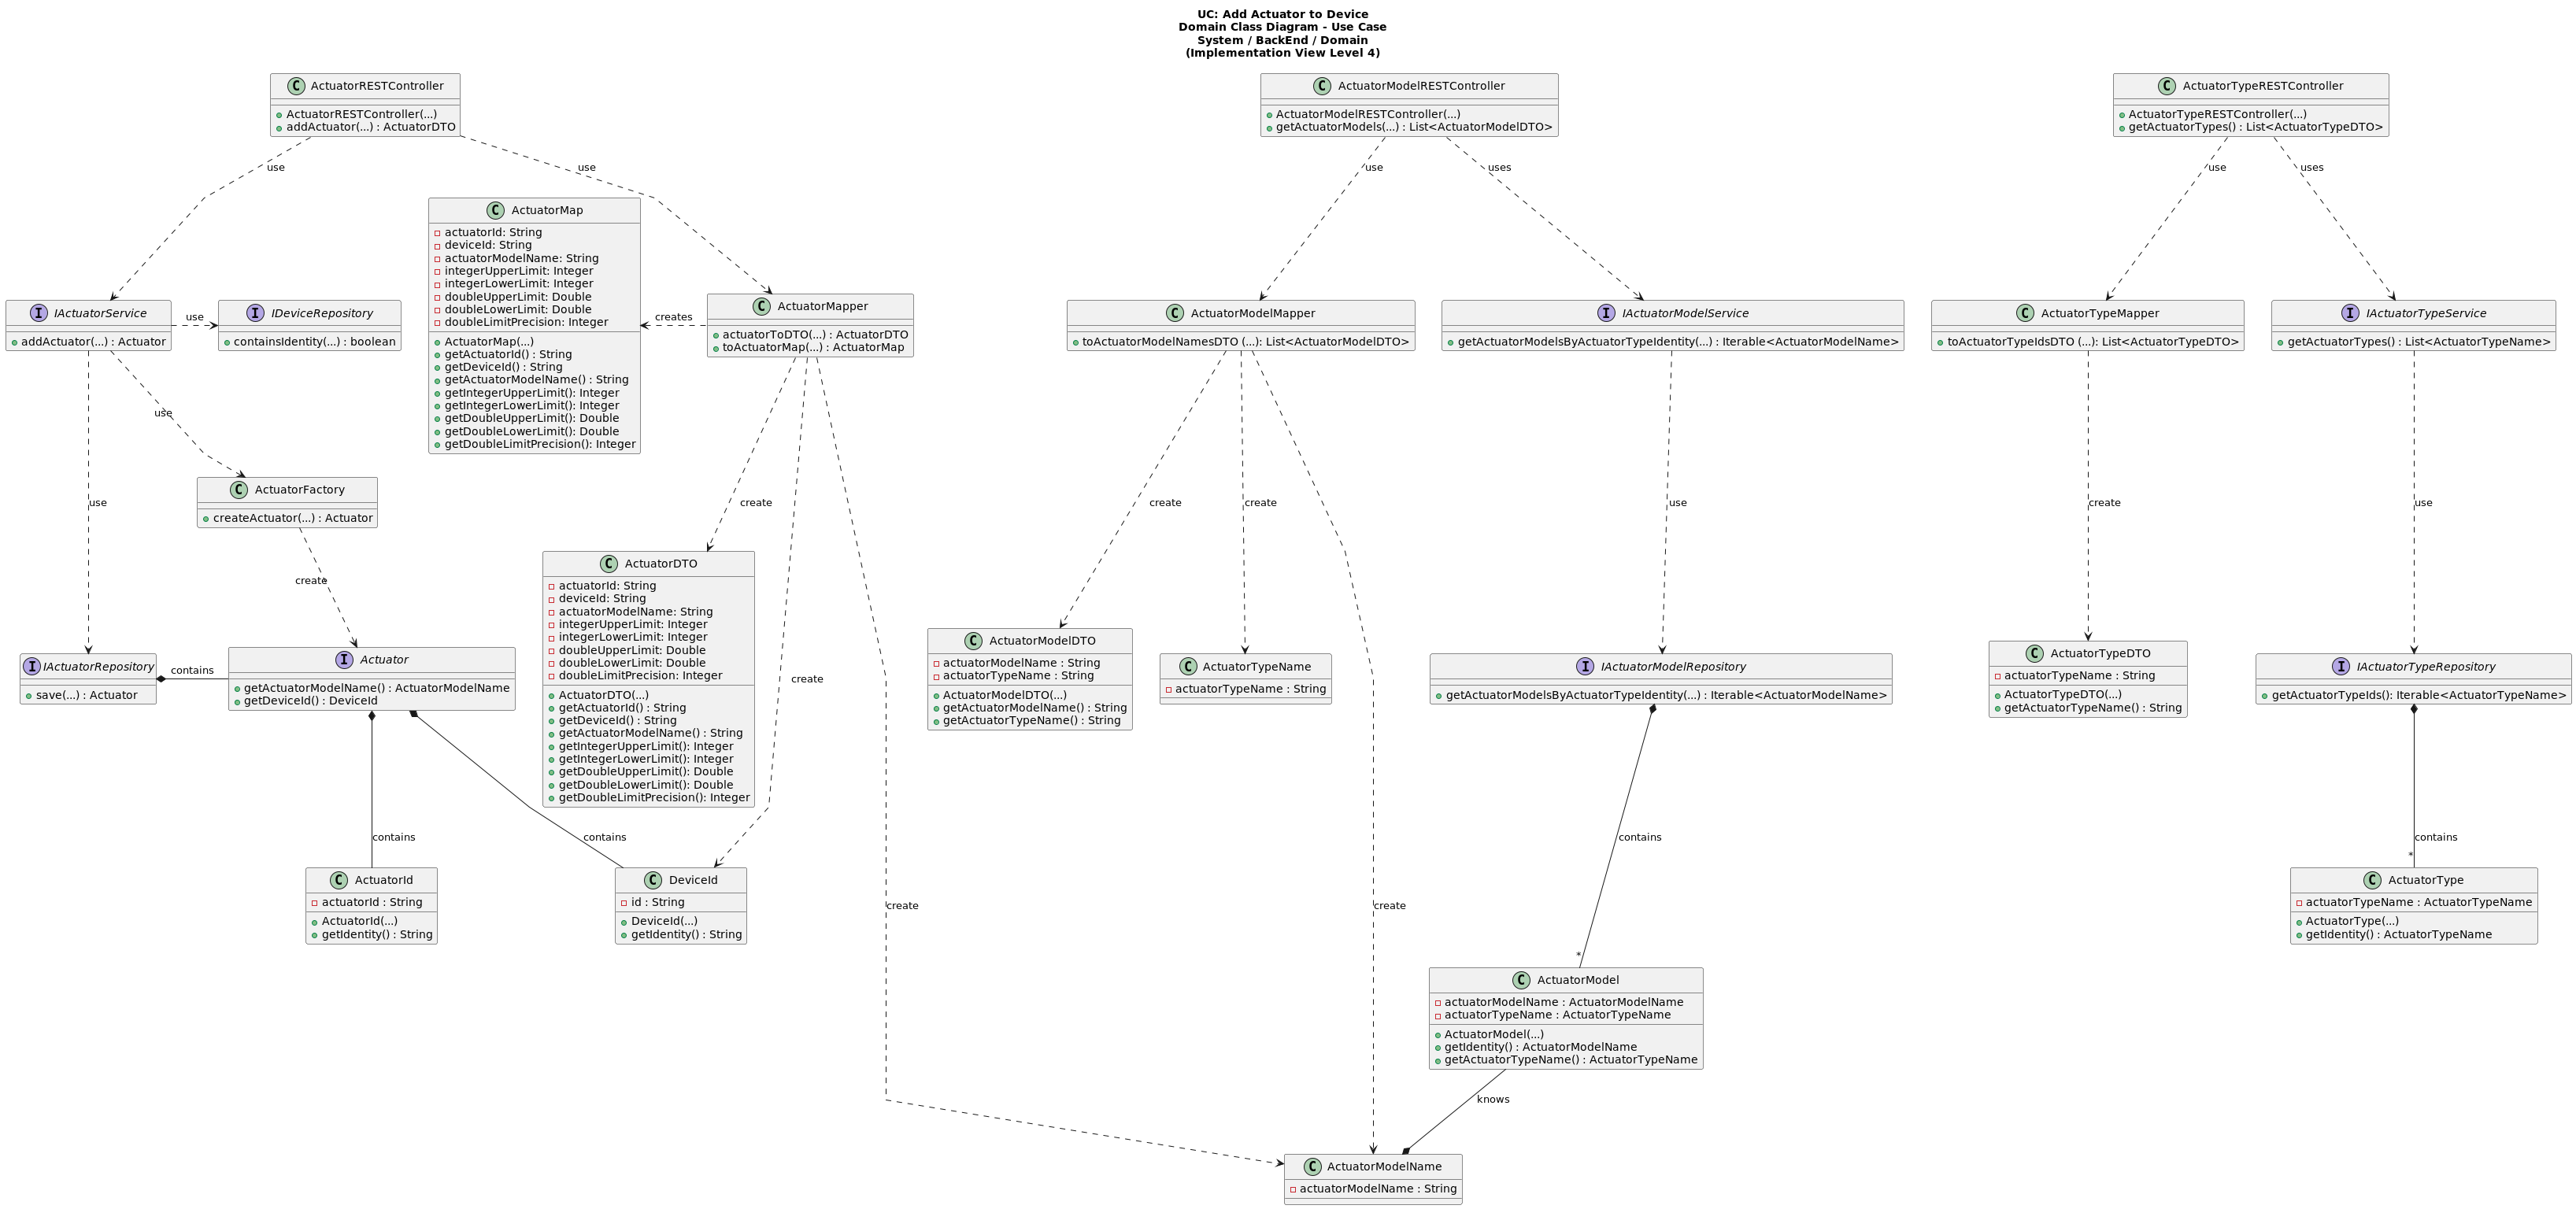 UC: Add Actuator to Device
Domain Class Diagram - Use Case
System / BackEnd / Domain
(Implementation View Level 4)
C ActuatorRESTController
ActuatorRESTController(...)
addActuator(...) : ActuatorDTO
C ActuatorModelRESTController
ActuatorModelRESTController(...)
getActuatorModels(...) : List<ActuatorModelDTO>
C ActuatorTypeRESTController
ActuatorTypeRESTController(...)
getActuatorTypes() : List<ActuatorTypeDTO>
use
use
use
uses
use
uses
C ActuatorMap
actuatorId: String
deviceId: String
actuatorModelName: String
integerUpperLimit: Integer
integerLowerLimit: Integer
doubleUpperLimit: Double
doubleLowerLimit: Double
doubleLimitPrecision: Integer
ActuatorMap(...)
getActuatorId() : String
getDeviceId() : String
getActuatorModelName() : String
getIntegerUpperLimit(): Integer
getIntegerLowerLimit(): Integer
getDoubleUpperLimit(): Double
getDoubleLowerLimit(): Double
getDoubleLimitPrecision(): Integer
I IActuatorService
addActuator(...) : Actuator
use
I IDeviceRepository
containsIdentity(...) : boolean
creates
C ActuatorMapper
actuatorToDTO(...) : ActuatorDTO
toActuatorMap(...) : ActuatorMap
C ActuatorModelMapper
toActuatorModelNamesDTO (...): List<ActuatorModelDTO>
I IActuatorModelService
getActuatorModelsByActuatorTypeIdentity(...) : Iterable<ActuatorModelName>
C ActuatorTypeMapper
toActuatorTypeIdsDTO (...): List<ActuatorTypeDTO>
I IActuatorTypeService
getActuatorTypes() : List<ActuatorTypeName>
use
use
C ActuatorFactory
createActuator(...) : Actuator
create
create
create
create
use
create
use
create
C ActuatorDTO
actuatorId: String
deviceId: String
actuatorModelName: String
integerUpperLimit: Integer
integerLowerLimit: Integer
doubleUpperLimit: Double
doubleLowerLimit: Double
doubleLimitPrecision: Integer
ActuatorDTO(...)
getActuatorId() : String
getDeviceId() : String
getActuatorModelName() : String
getIntegerUpperLimit(): Integer
getIntegerLowerLimit(): Integer
getDoubleUpperLimit(): Double
getDoubleLowerLimit(): Double
getDoubleLimitPrecision(): Integer
I IActuatorRepository
save(...) : Actuator
contains
I Actuator
getActuatorModelName() : ActuatorModelName
getDeviceId() : DeviceId
create
C ActuatorModelDTO
actuatorModelName : String
actuatorTypeName : String
ActuatorModelDTO(...)
getActuatorModelName() : String
getActuatorTypeName() : String
C ActuatorTypeName
actuatorTypeName : String
I IActuatorModelRepository
getActuatorModelsByActuatorTypeIdentity(...) : Iterable<ActuatorModelName>
C ActuatorTypeDTO
actuatorTypeName : String
ActuatorTypeDTO(...)
getActuatorTypeName() : String
I IActuatorTypeRepository
getActuatorTypeIds(): Iterable<ActuatorTypeName>
contains
contains
contains
contains
*
C ActuatorId
actuatorId : String
ActuatorId(...)
getIdentity() : String
C DeviceId
id : String
DeviceId(...)
getIdentity() : String
create
create
C ActuatorType
actuatorTypeName : ActuatorTypeName
ActuatorType(...)
getIdentity() : ActuatorTypeName
*
C ActuatorModel
actuatorModelName : ActuatorModelName
actuatorTypeName : ActuatorTypeName
ActuatorModel(...)
getIdentity() : ActuatorModelName
getActuatorTypeName() : ActuatorTypeName
knows
C ActuatorModelName
actuatorModelName : String